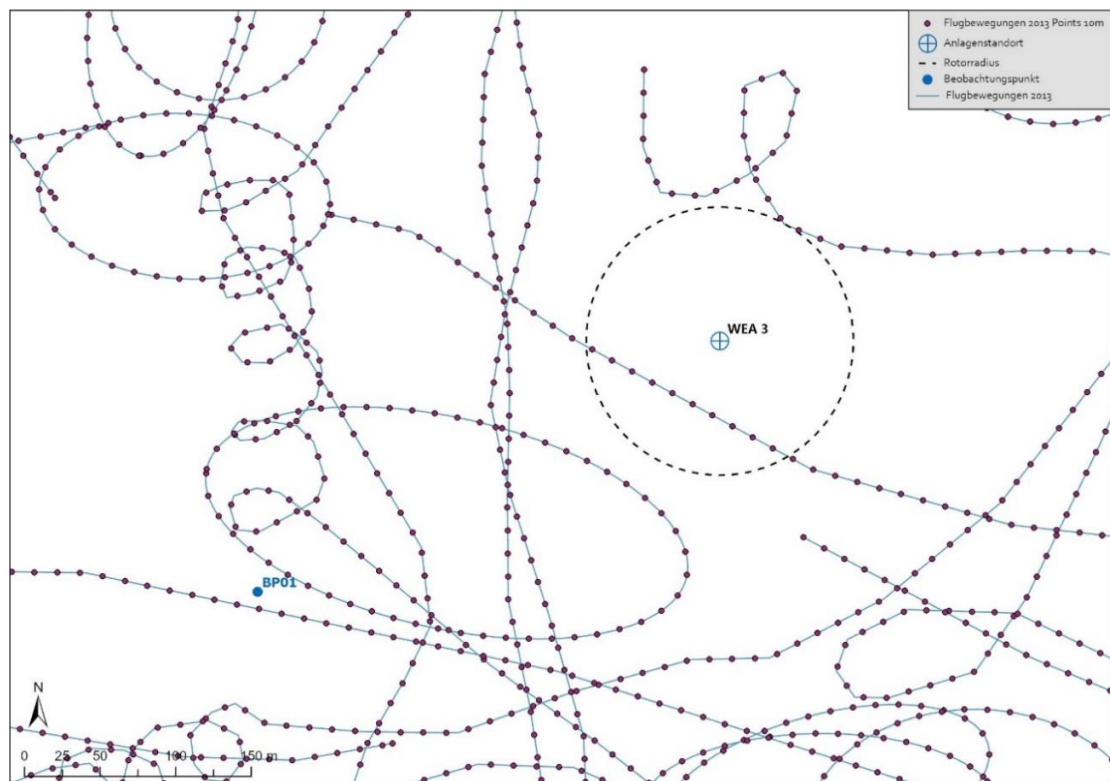 Flugbewegungen 2013 Points 10m
Anlagenstandort
Rotorradius
Beobachtungspunkt
Flugbewegungen 2013
WEA 3
BP01
N
0 25 50 100 150 m